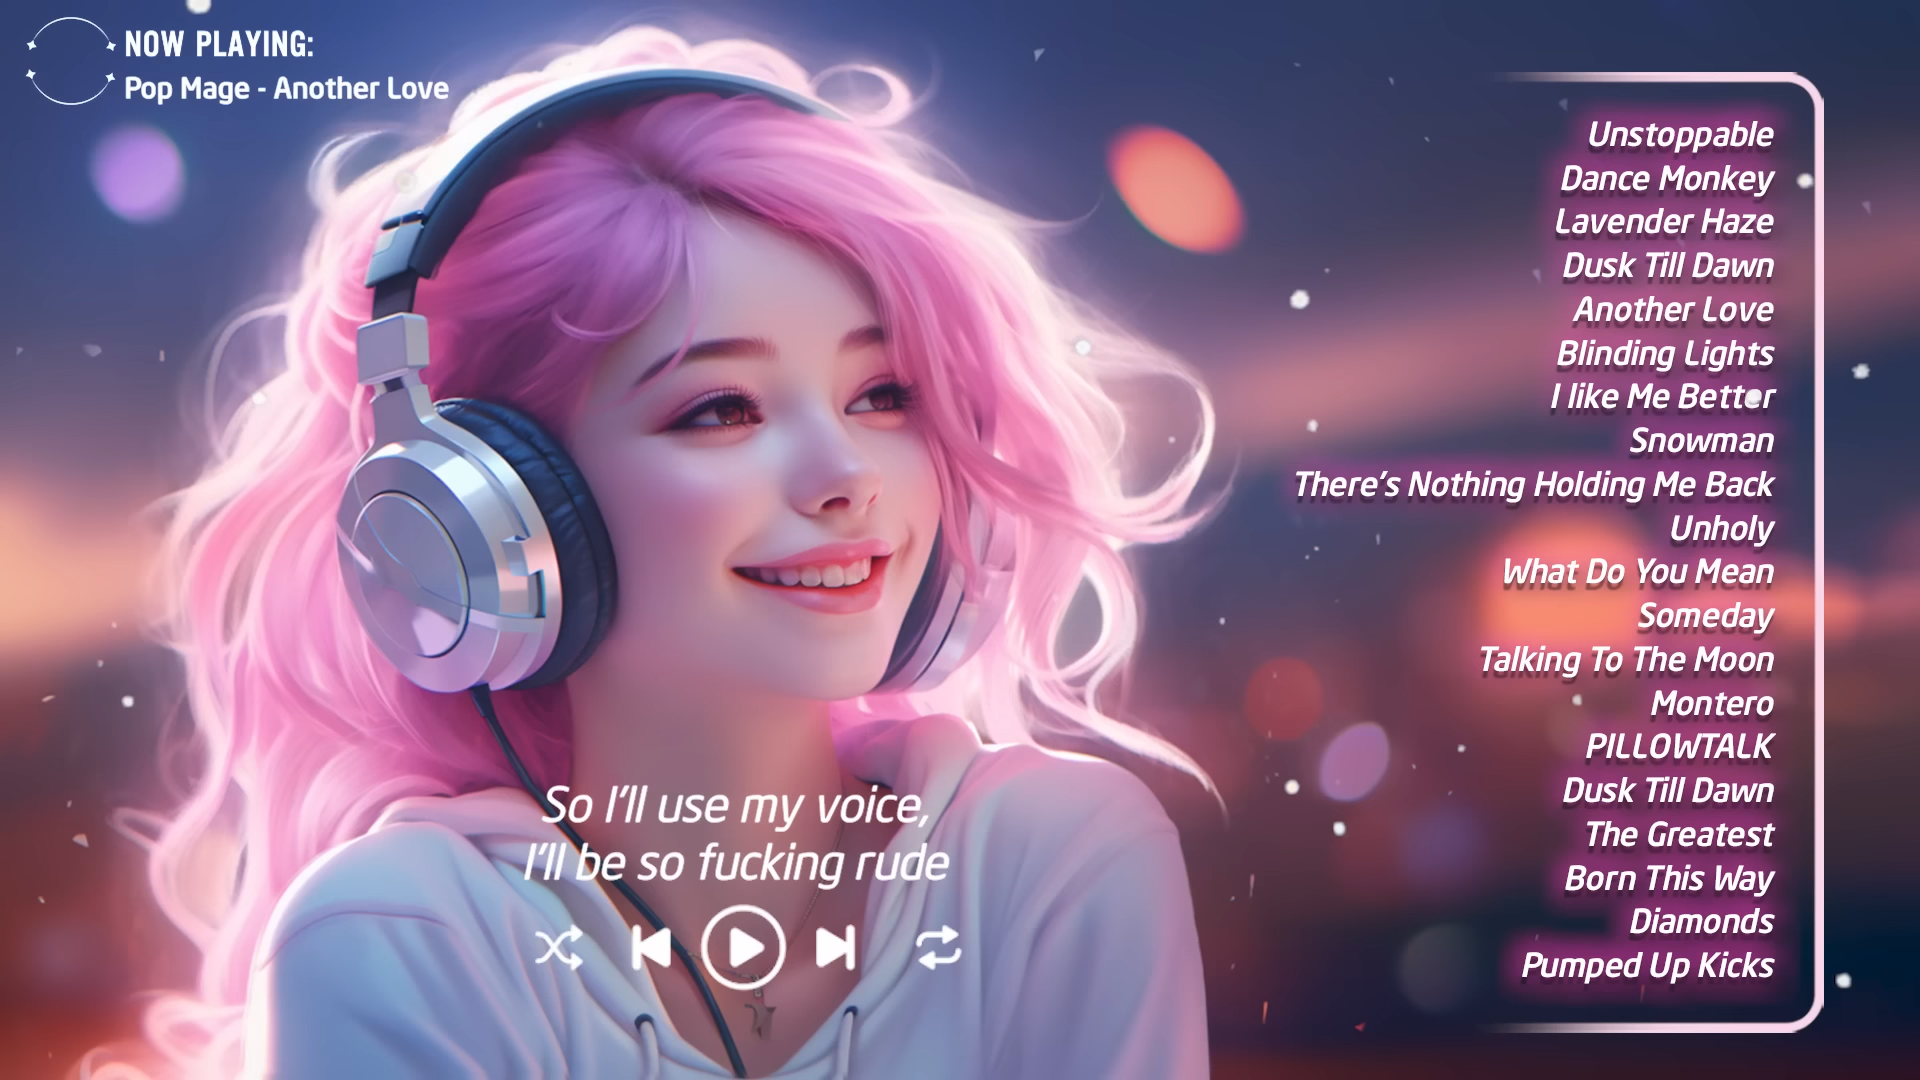 NOW PLAYING:
Pop Mage - Another Love
Unstoppable
Dance Monkey
Lavender Haze
Dusk Till Dawn
Another Love
Blinding Lights
I like Me Better
Snowman
There's Nothing Holding Me Back
Unholy
What Do You Mean
Someday
Talking To The Moon
Montero
PILLOWTALK
Dusk Till Dawn
The Greatest
Born This Way
Diamonds
Pumped Up Kicks
So I'll use my voice,
I'll be so fucking rude